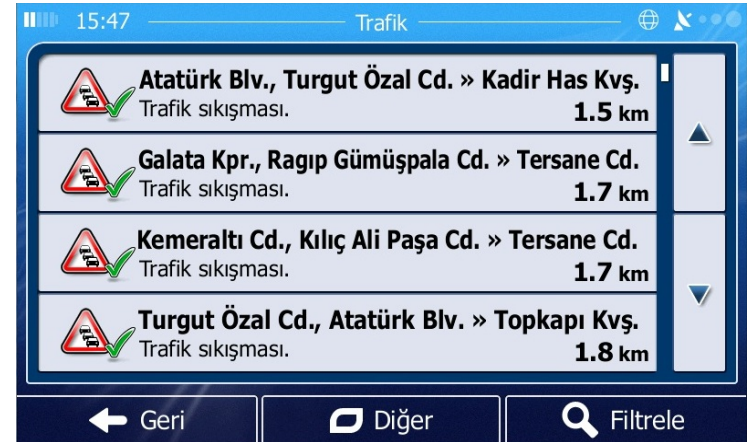 15:47
Trafik
Atatürk Blv., Turgut Özal Cd. » Kadir Has Kvş.
Trafik sıkışması.
1.5 km
Galata Kpr., Ragıp Gümüşpala Cd. » Tersane Cd.
Trafik sıkışması.
1.7 km
Kemeraltı Cd., Kılıç Ali Paşa Cd. » Tersane Cd.
Trafik sıkışması.
1.7 km
Turgut Özal Cd., Atatürk Blv. » Topkapı Kvş.
Trafik sıkışması.
1.8 km
Geri
Diğer
Filtrele